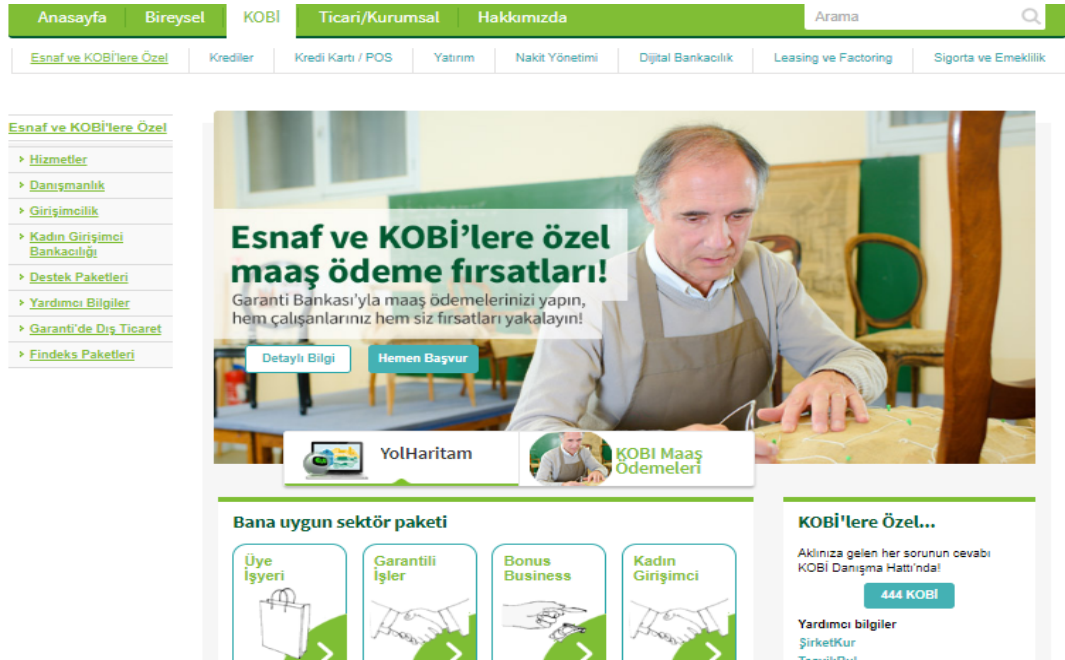 Anasayfa Bireysel KOBİ Ticari/Kurumsal Hakkımızda Arama
Esnaf ve KOBİ'lere Özel Krediler Kredi Kartı / POS Yatırım Nakit Yönetimi Dijital Bankacılık Leasing ve Factoring Sigorta ve Emeklilik
Esnaf ve KOBİ'lere Özel
Hizmetler
Danışmanlık
Girişimcilik
Kadın Girişimci
Bankacılığı
Destek Paketleri
Yardımcı Bilgiler
Garanti'de Dış Ticaret
Findeks Paketleri
Esnaf ve KOBİ'lere özel
maaş ödeme fırsatları!
Garanti Bankası'yla maaş ödemelerinizi yapın,
hem çalışanlarınız hem siz fırsatları yakalayın!
Detaylı Bilgi Hemen Başvur
YolHaritam
KOBI Maaş
Ödemeleri
Bana uygun sektör paketi
Üye
İşyeri
Garantili
İşler
Bonus
Business
Kadın
Girişimci
KOBİ'lere Özel...
Aklınıza gelen her sorunun cevabı
KOBİ Danışma Hattı'nda!
444 KOBİ
Yardımcı bilgiler
ŞirketKur